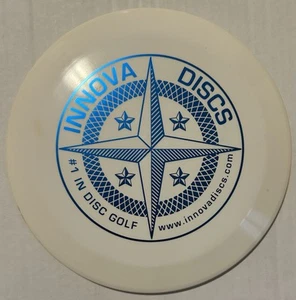 INNOVA DISCS
#1 IN DISC GOLF
www.innovadiscs.com